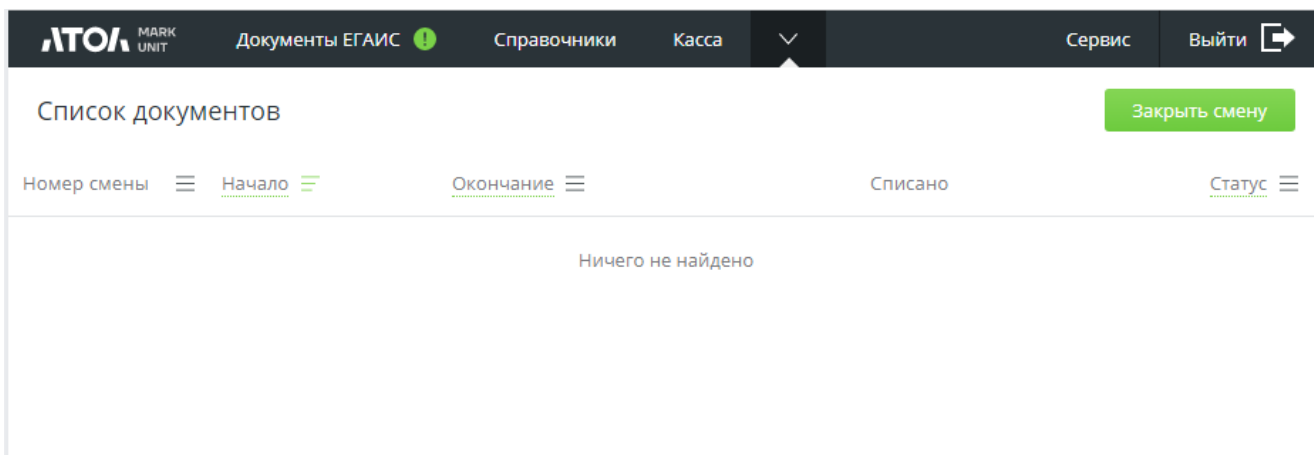 АТОЛ MARK UNIT Документы ЕГАИС ! Справочники Касса Сервис Выйти
Список документов Закрыть смену
Номер смены Начало Окончание Списано Статус
Ничего не найдено